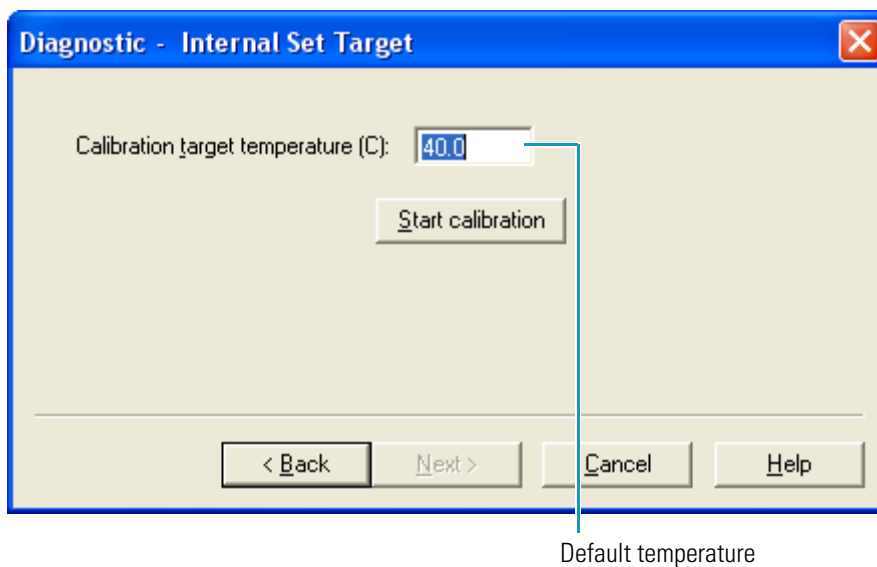 Diagnostic - Internal Set Target
Calibration target temperature (C): 40.0
Start calibration
< Back Next > Cancel Help
Default temperature